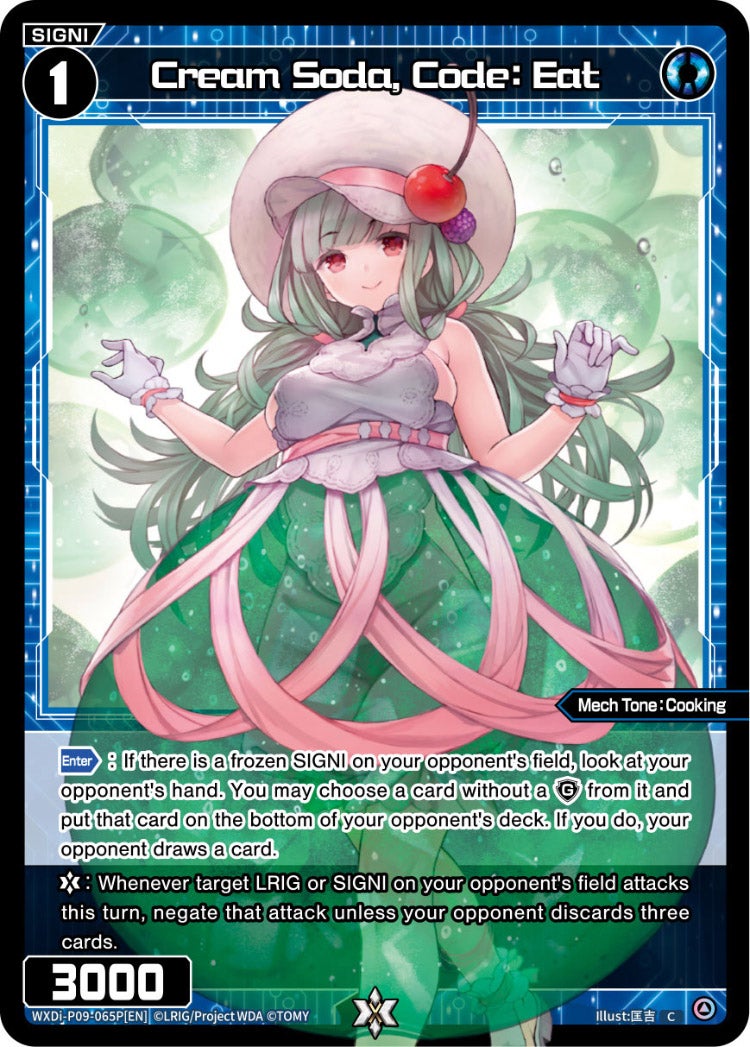 SIGNI
1
Cream Soda, Code: Eat
Mech Tone:Cooking
Enter : If there is a frozen SIGNI on your opponent's field, look at your
opponent's hand. You may choose a card without a G from it and
put that card on the bottom of your opponent's deck. If you do, your
opponent draws a card.
: Whenever target LRIG or SIGNI on your opponent's field attacks
this turn, negate that attack unless your opponent discards three
cards.
3000
WXDi-P09-065P[EN] ©LRIG/Project WDA ©TOMY
Illust:匡吉 C